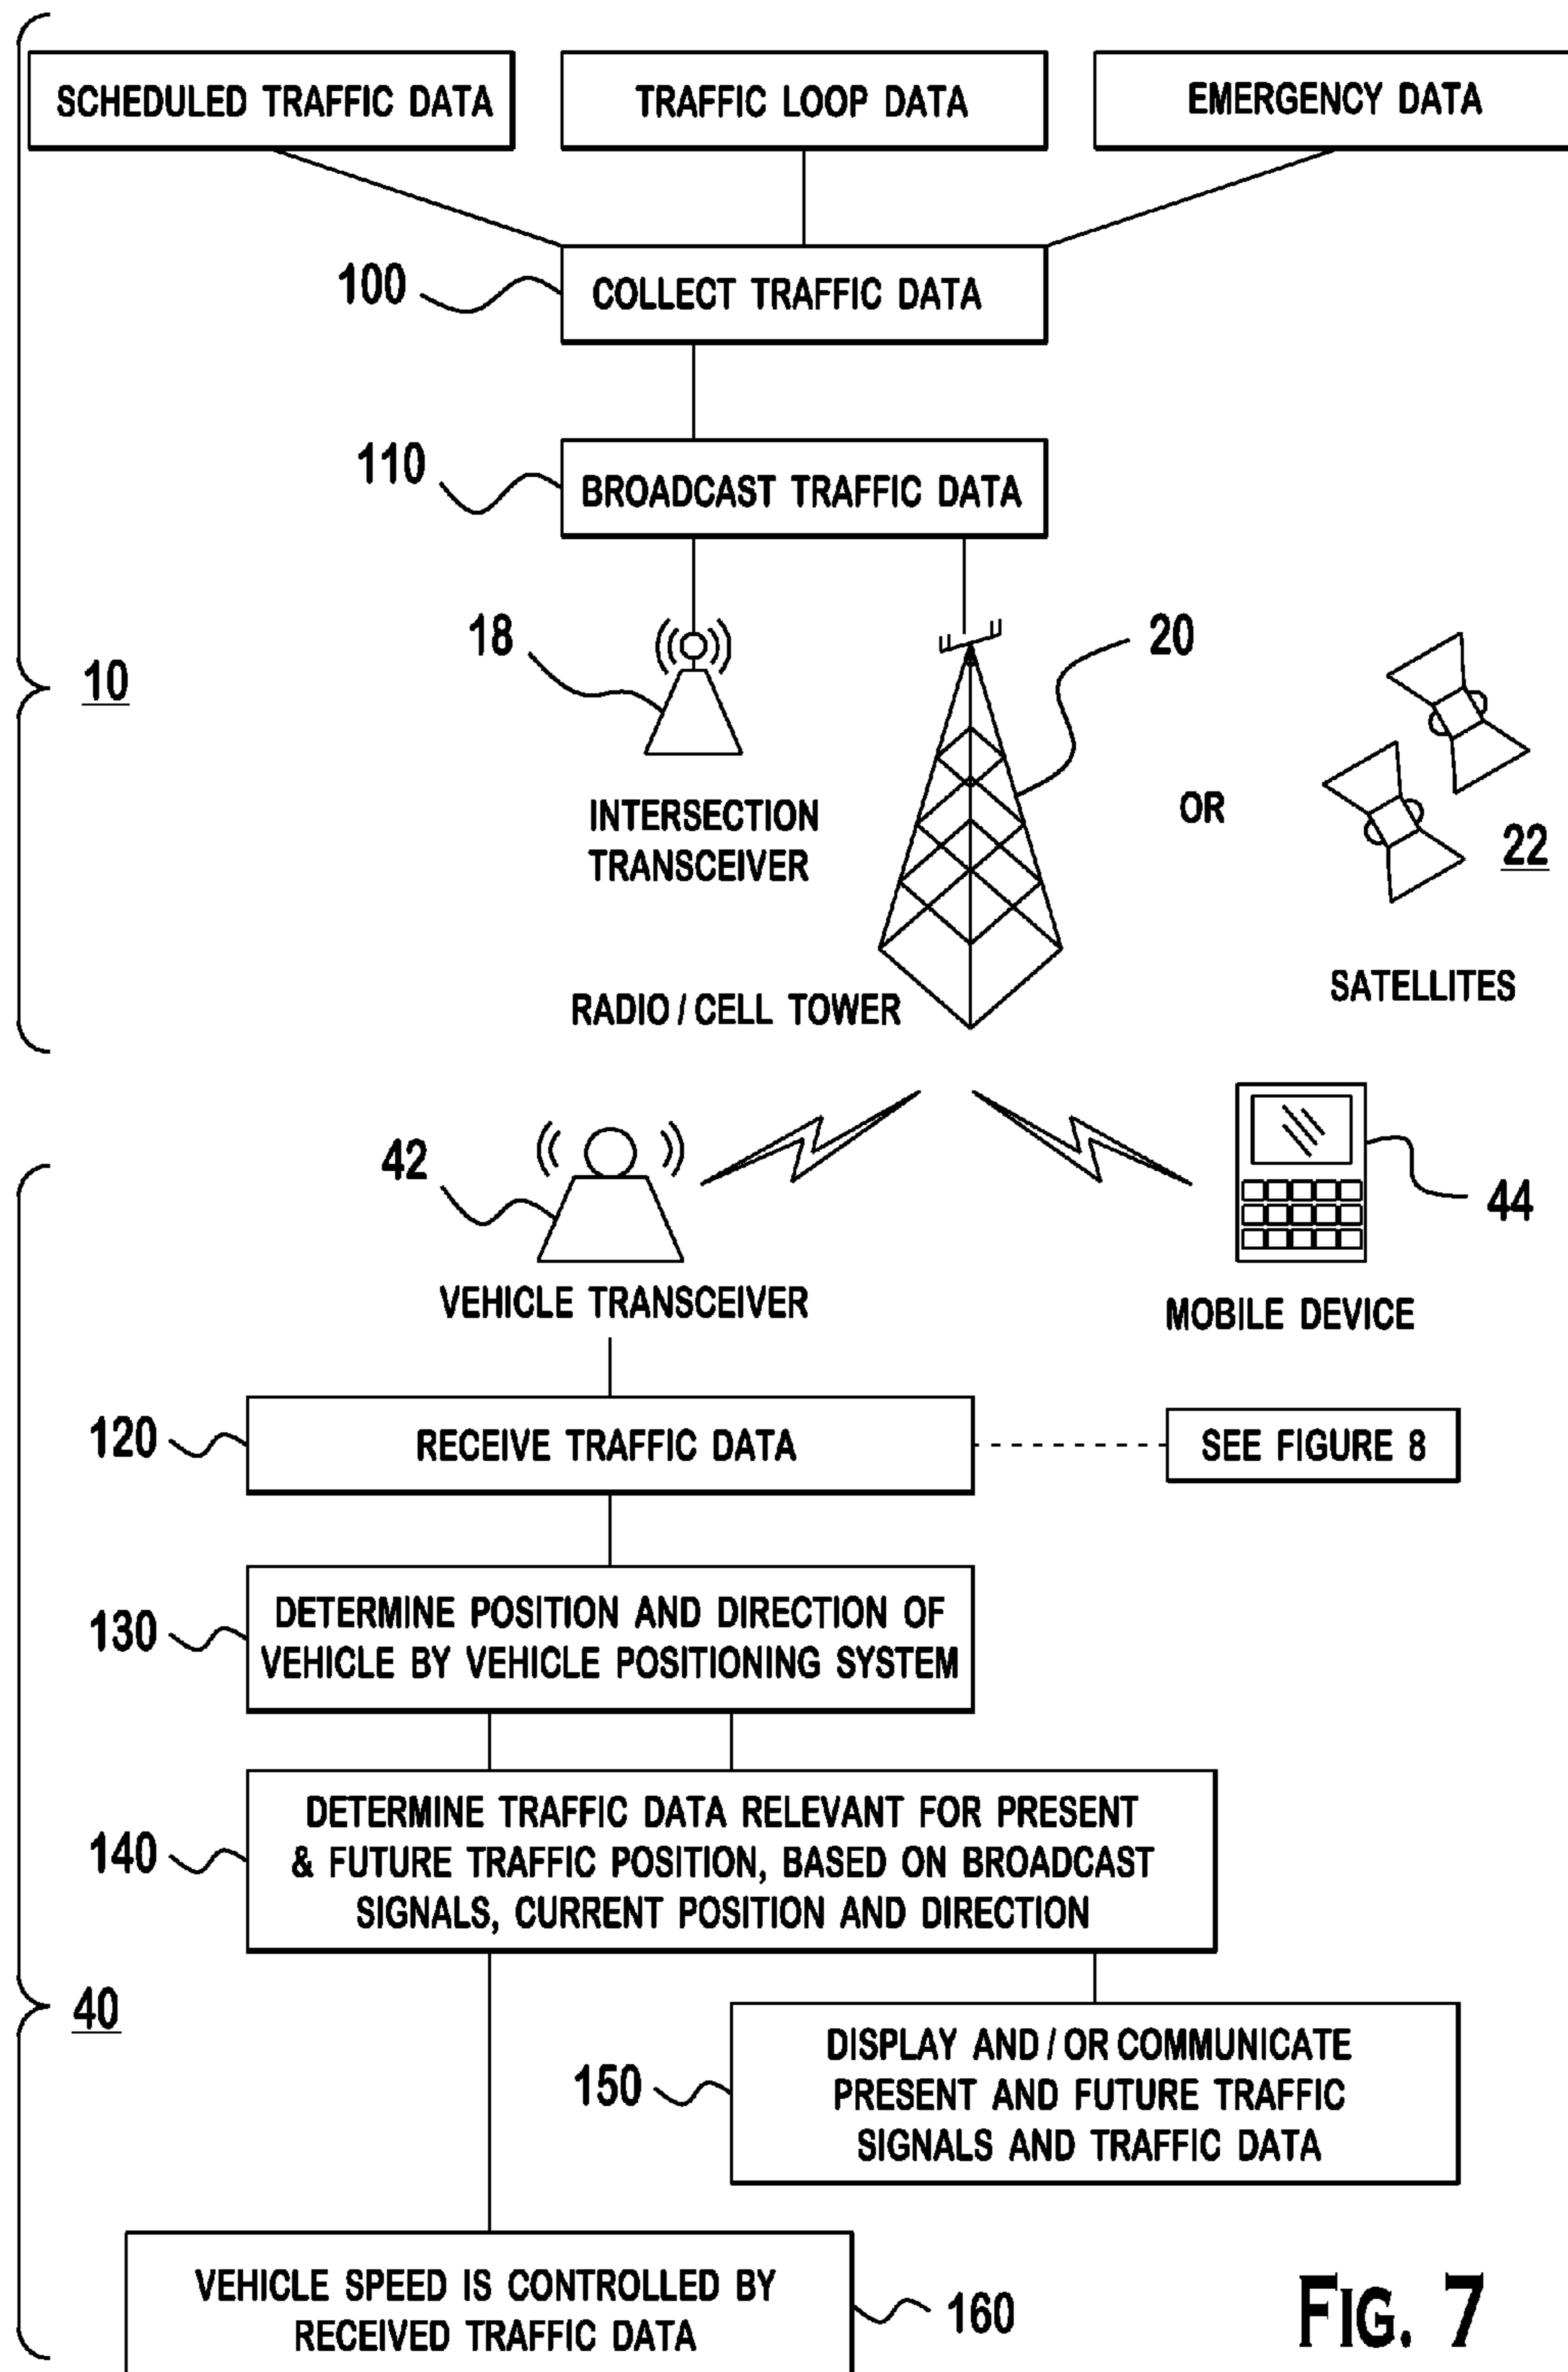 SCHEDULED TRAFFIC DATA
TRAFFIC LOOP DATA
EMERGENCY DATA
100
COLLECT TRAFFIC DATA
110
BROADCAST TRAFFIC DATA
18
20
10
INTERSECTION
TRANSCEIVER
OR
22
RADIO / CELL TOWER
SATELLITES
42
44
VEHICLE TRANSCEIVER
MOBILE DEVICE
120
RECEIVE TRAFFIC DATA
SEE FIGURE 8
130
DETERMINE POSITION AND DIRECTION OF
VEHICLE BY VEHICLE POSITIONING SYSTEM
140
DETERMINE TRAFFIC DATA RELEVANT FOR PRESENT
& FUTURE TRAFFIC POSITION, BASED ON BROADCAST
SIGNALS, CURRENT POSITION AND DIRECTION
40
150
DISPLAY AND / OR COMMUNICATE
PRESENT AND FUTURE TRAFFIC
SIGNALS AND TRAFFIC DATA
VEHICLE SPEED IS CONTROLLED BY
RECEIVED TRAFFIC DATA
160
FIG. 7